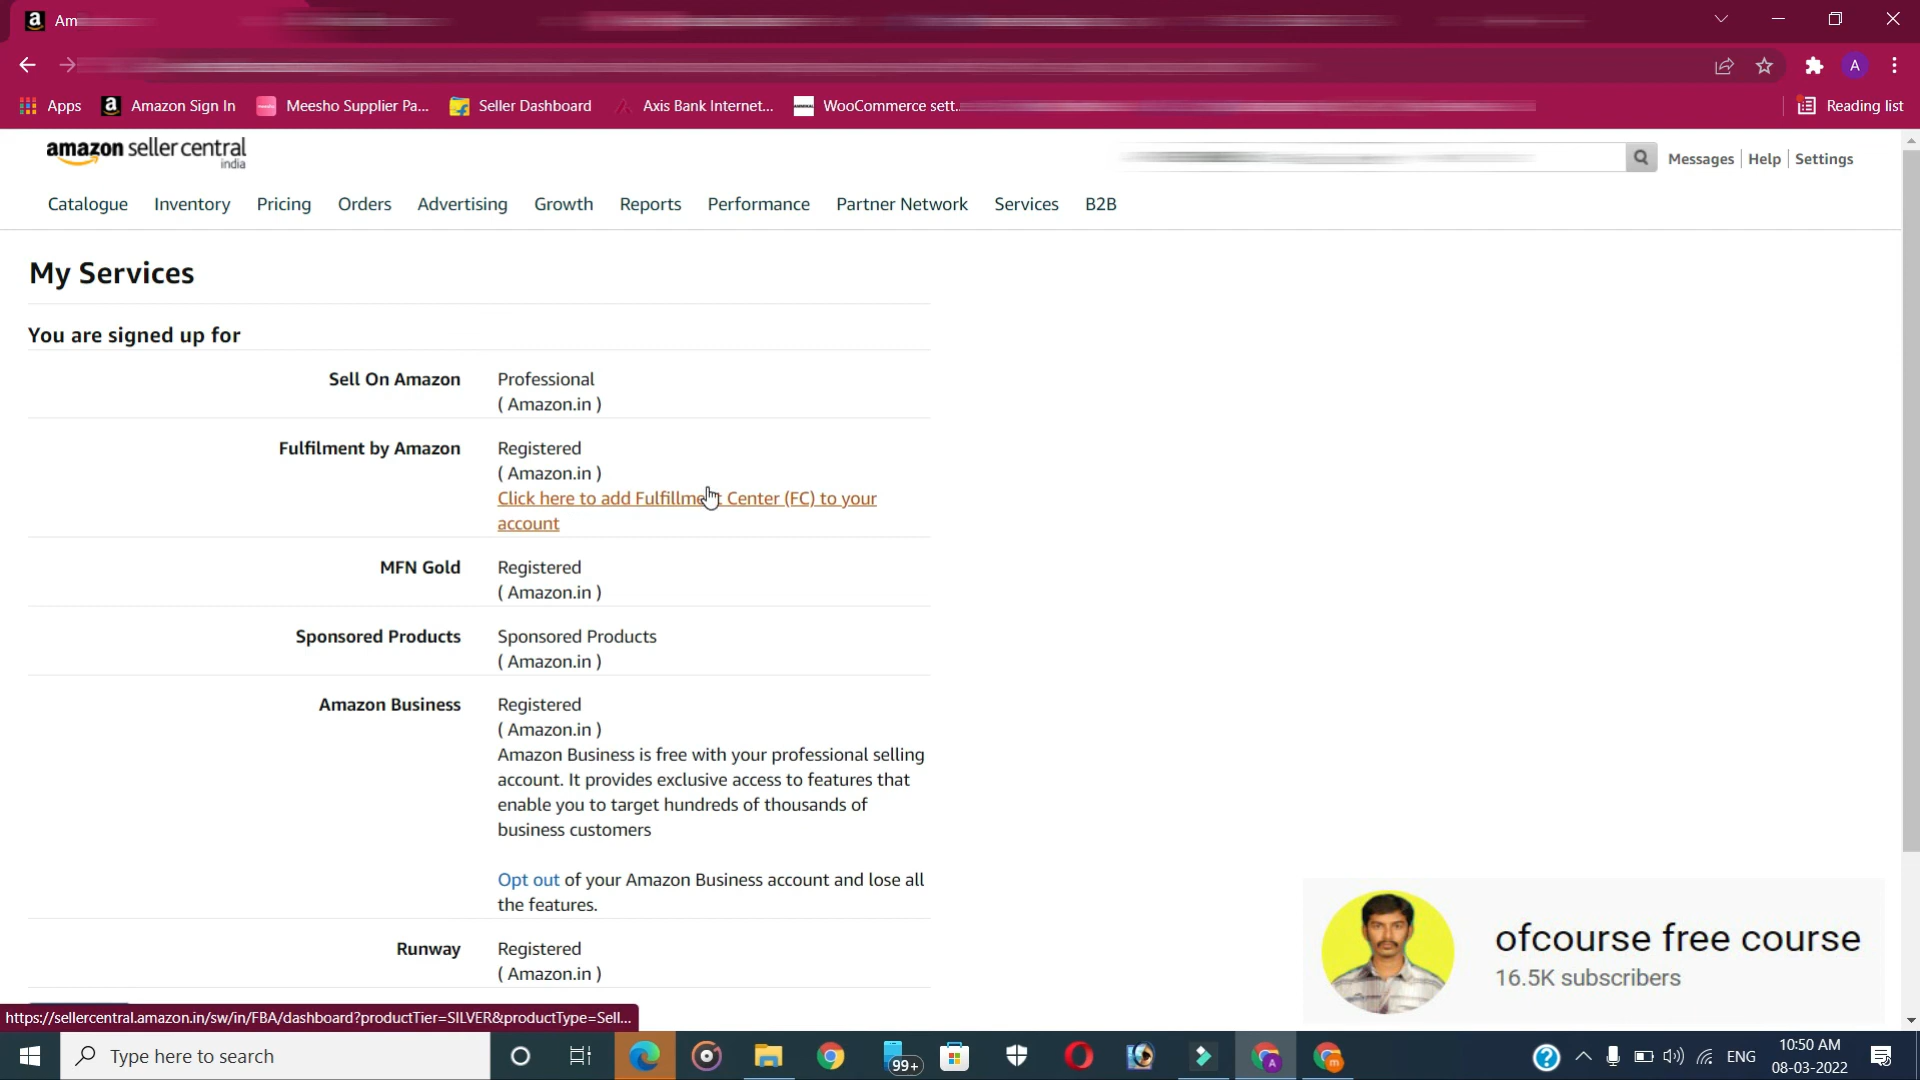 Am
Apps
Amazon Sign In
Meesho Supplier Pa...
Seller Dashboard
Axis Bank Internet...
WooCommerce sett..
Reading list
A
amazon seller central
india
Messages
Help
Settings
Catalogue
Inventory
Pricing
Orders
Advertising
Growth
Reports
Performance
Partner Network
Services
B2B
My Services
You are signed up for
Sell On Amazon
Professional
( Amazon.in )
Fulfilment by Amazon
Registered
( Amazon.in )
Click here to add Fulfillment Center (FC) to your
account
MFN Gold
Registered
( Amazon.in )
Sponsored Products
Sponsored Products
( Amazon.in )
Amazon Business
Registered
( Amazon.in )
Amazon Business is free with your professional selling
account. It provides exclusive access to features that
enable you to target hundreds of thousands of
business customers
Opt out of your Amazon Business account and lose all
the features.
Runway
Registered
( Amazon.in )
ofcourse free course
16.5K subscribers
https://sellercentral.amazon.in/sw/in/FBA/dashboard?productTier=SILVER&productType=Sell...
Type here to search
99+
ENG
10:50 AM
08-03-2022